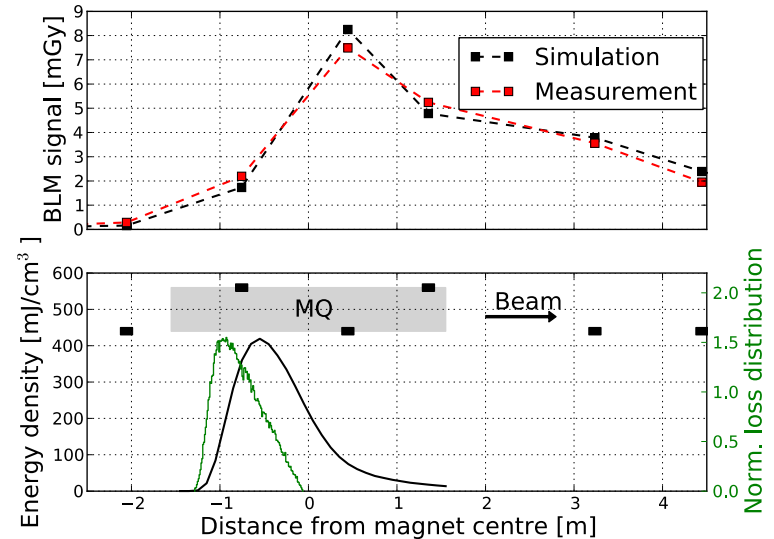 BLM signal [mGy]
9
8
7
6
5
4
3
2
1
0
Simulation
Measurement
Energy density [mJ/cm³ ]
600
500
400
300
200
100
0
MQ
Beam
2.0
1.5
1.0
0.5
0.0
Norm. loss distribution
−2 −1 0 1 2 3 4
Distance from magnet centre [m]